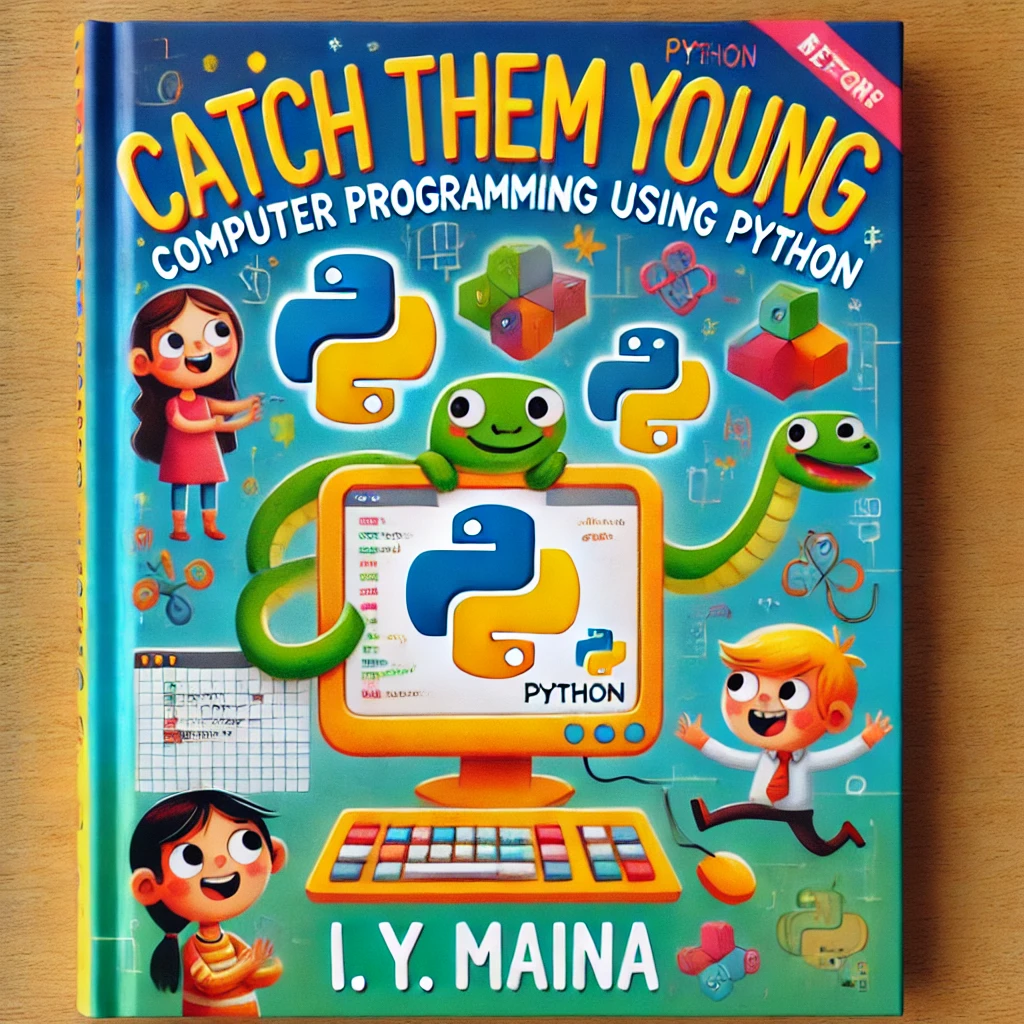 PYTHON
CATCH THEM YOUNG
COMPUTER PROGRAMMING USING PYTHON
PYTHON
I. Y. MAINA